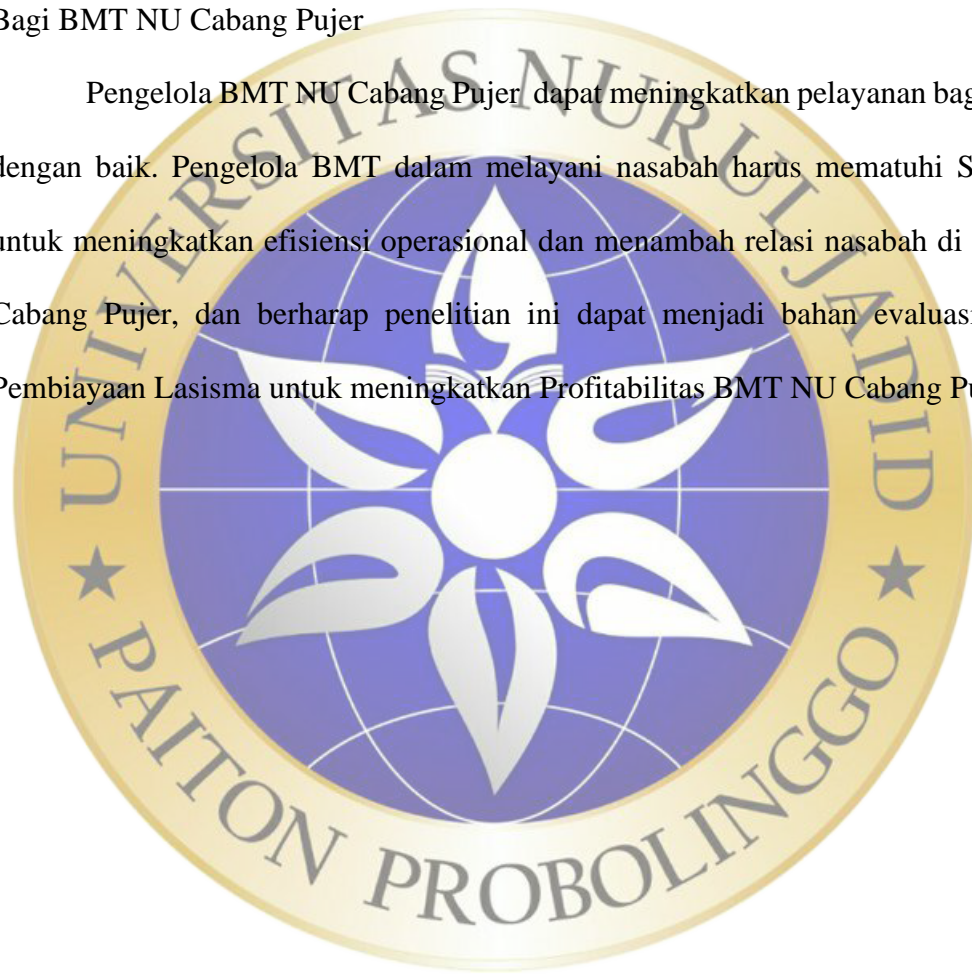 Bagi BMT NU Cabang Pujer
Pengelola BMT NU Cabang Pujer dapat meningkatkan pelayanan
dengan baik. Pengelola BMT dalam melayani nasabah harus mematuhi
untuk meningkatkan efisiensi operasional dan menambah relasi nasabah di
Cabang Pujer, dan berharap penelitian ini dapat menjadi bahan evaluasi
Pembiayaan Lasisma untuk meningkatkan Profitabilitas BMT NU Cabang
UNIVERSITAS NURUL JADID
PAITON PROBOLINGGO